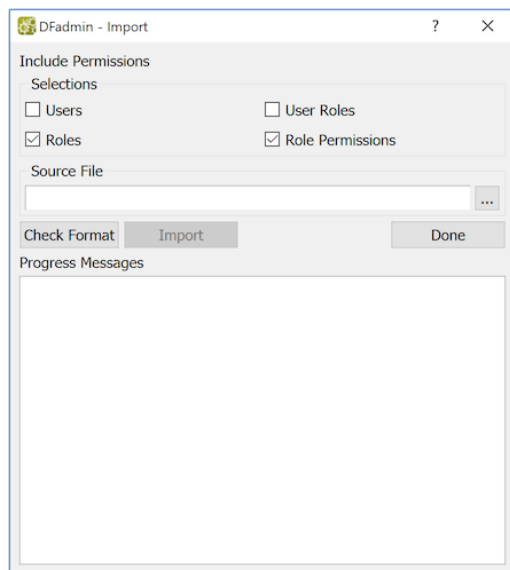 DFadmin - Import ? ×
Include Permissions
Selections
Users User Roles
Roles Role Permissions
Source File
...
Check Format Import Done
Progress Messages